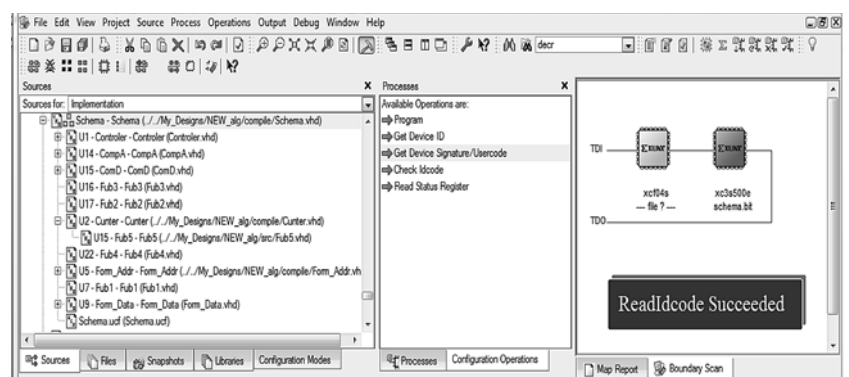 File Edit View Project Source Process Operations Output Debug Window Help
decr
Sources
Sources for: Implementation
Schema - Schema (./../My_Designs/NEW_alg/compile/Schema.vhd)
U1 - Controler - Controler (Controler.vhd)
U14 - CompA - CompA (CompA.vhd)
U15 - ComD - ComD (ComD.vhd)
U16 - Fub3 - Fub3 (Fub3.vhd)
U17 - Fub2 - Fub2 (Fub2.vhd)
U2 - Cunter - Cunter (./../My_Designs/NEW_alg/compile/Cunter.vhd)
U15 - Fub5 - Fub5 (./../My_Designs/NEW_alg/src/Fub5.vhd)
U22 - Fub4 - Fub4 (Fub4.vhd)
U5 - Form_Addr - Form_Addr (./../My_Designs/NEW_alg/compile/Form_Addr.vh
U7 - Fub1 - Fub1 (Fub1.vhd)
U9 - Form_Data - Form_Data (Form_Data.vhd)
Schema.ucf (Schema.ucf)
Sources Files Snapshots Libraries Configuration Modes
Processes
Available Operations are:
Program
Get Device ID
Get Device Signature/Usercode
Check Idcode
Read Status Register
Processes Configuration Operations
TDI
XILINX XILINX
xcf04s xc3s500e
--- file ? --- schema.bit
TDO
ReadIdcode Succeeded
Map Report Boundary Scan